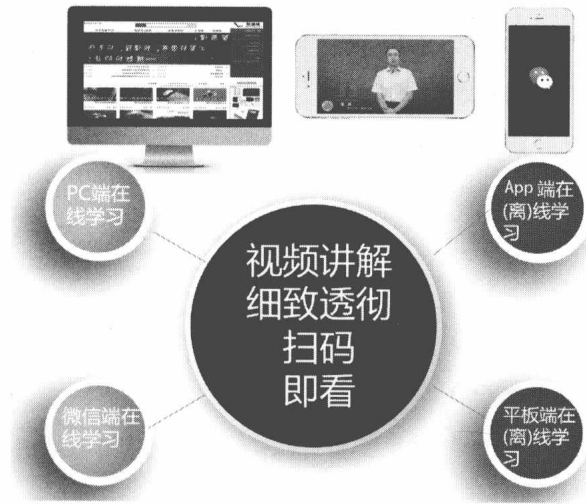 PC端在
线学习
App 端在
(离)线学
习
视频讲解
细致透彻
扫码
即看
微信端在
线学习
平板端在
(离)线学
习